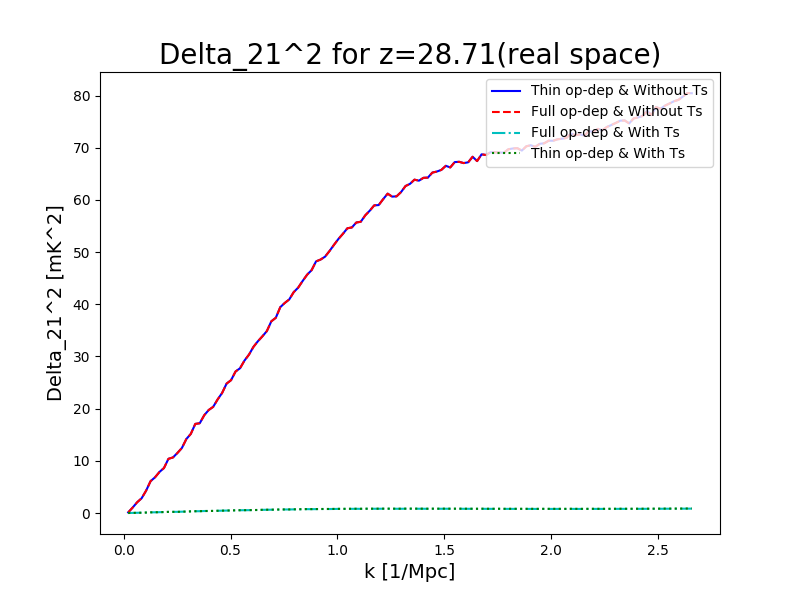 Delta_21^2 for z=28.71(real space)
Delta_21^2 [mK^2]
80
70
60
50
40
30
20
10
0
Thin op-dep & Without Ts
Full op-dep & Without Ts
Full op-dep & With Ts
Thin op-dep & With Ts
0.0 0.5 1.0 1.5 2.0 2.5
k [1/Mpc]